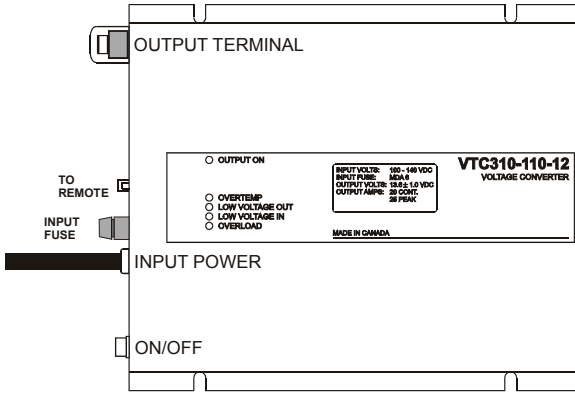 OUTPUT TERMINAL
OUTPUT ON
VTC310-110-12
VOLTAGE CONVERTER
INPUT VOLTS: 100 - 140 VDC
INPUT FUSE: MDA 6
OUTPUT VOLTS: 13.6 ± 1.0 VDC
OUTPUT AMPS: 20 CONT.
25 PEAK
TO
REMOTE
OVERTEMP
LOW VOLTAGE OUT
LOW VOLTAGE IN
OVERLOAD
INPUT
FUSE
MADE IN CANADA
INPUT POWER
ON/OFF